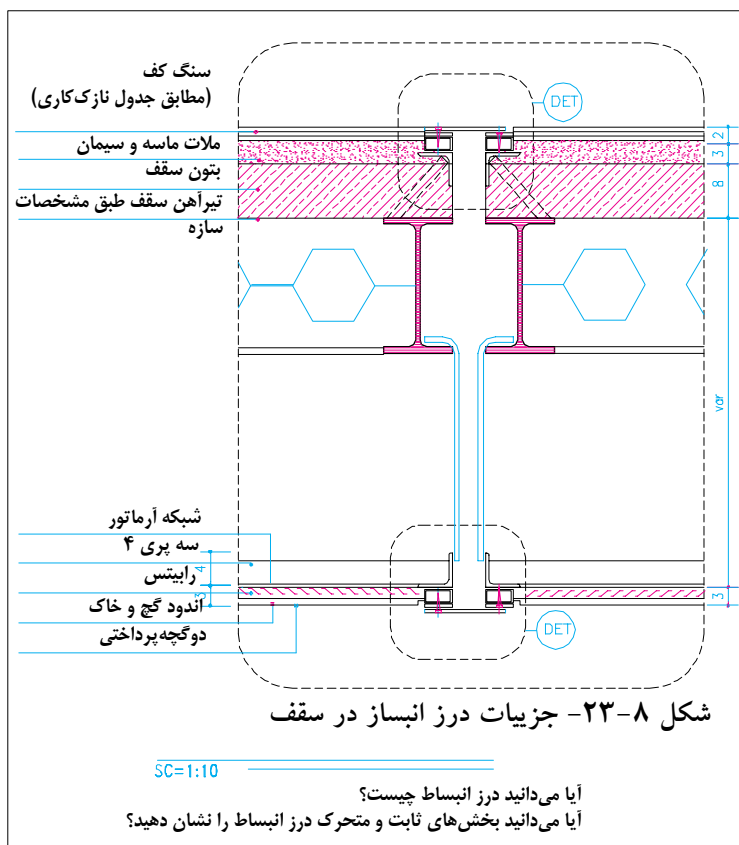 سنگ کف
(مطابق جدول نازک‌کاری)
DET
ملات ماسه و سیمان
بتون سقف
تیرآهن سقف طبق مشخصات
سازه
2
3
8
var
شبکه آرماتور
سه پری ۴
رابیتس
اندود گچ و خاک
دوگچه‌پرداختی
4
3
3
DET
شکل ۸-۲۳- جزییات درز انبساز در سقف
SC=1:10
آیا می‌دانید درز انبساط چیست؟
آیا می‌دانید بخش‌های ثابت و متحرک درز انبساط را نشان دهید؟